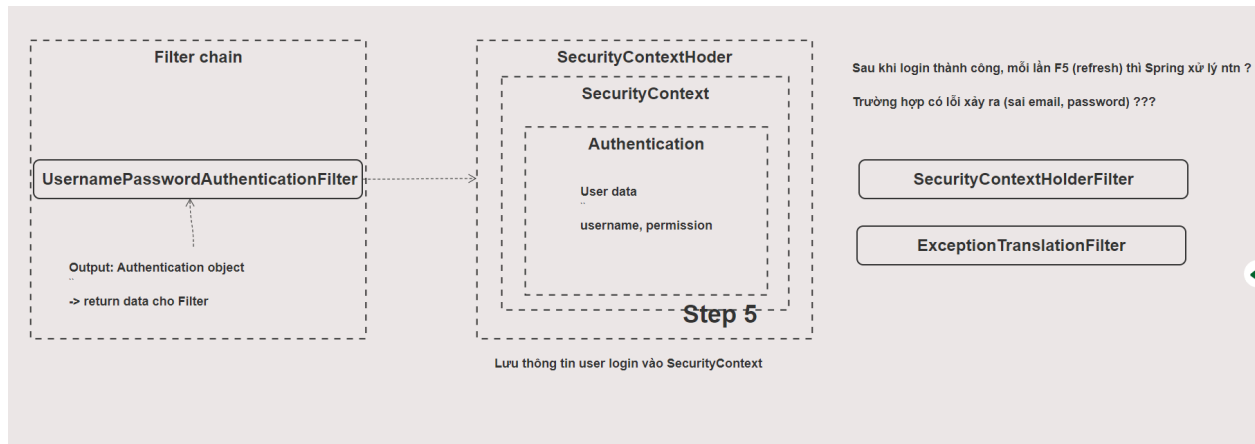 Filter chain
UsernamePasswordAuthenticationFilter
Output: Authentication object
..
-> return data cho Filter
SecurityContextHoder
SecurityContext
Authentication
User data
..
username, permission
Step 5
Lưu thông tin user login vào SecurityContext
Sau khi login thành công, mỗi lần F5 (refresh) thì Spring xử lý ntn ?
Trường hợp có lỗi xảy ra (sai email, password) ???
SecurityContextHolderFilter
ExceptionTranslationFilter